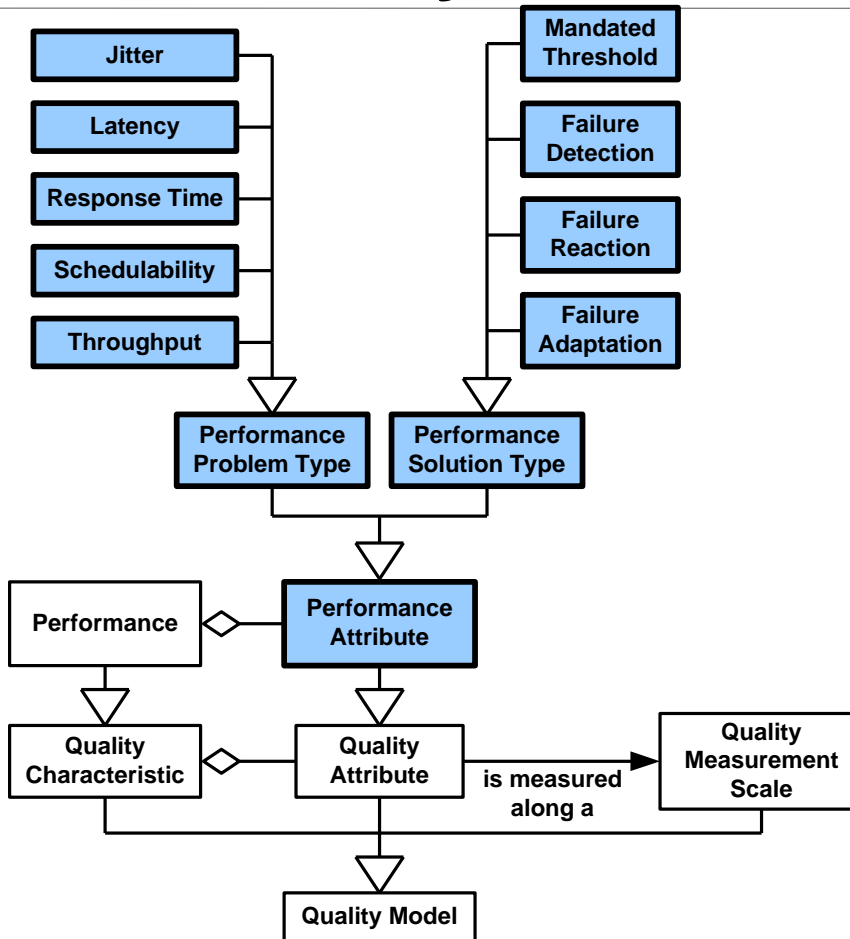 Jitter
Latency
Response Time
Schedulability
Throughput
Mandated
Threshold
Failure
Detection
Failure
Reaction
Failure
Adaptation
Performance
Problem Type
Performance
Solution Type
Performance
Performance
Attribute
Quality
Characteristic
Quality
Attribute
is measured
along a
Quality
Measurement
Scale
Quality Model